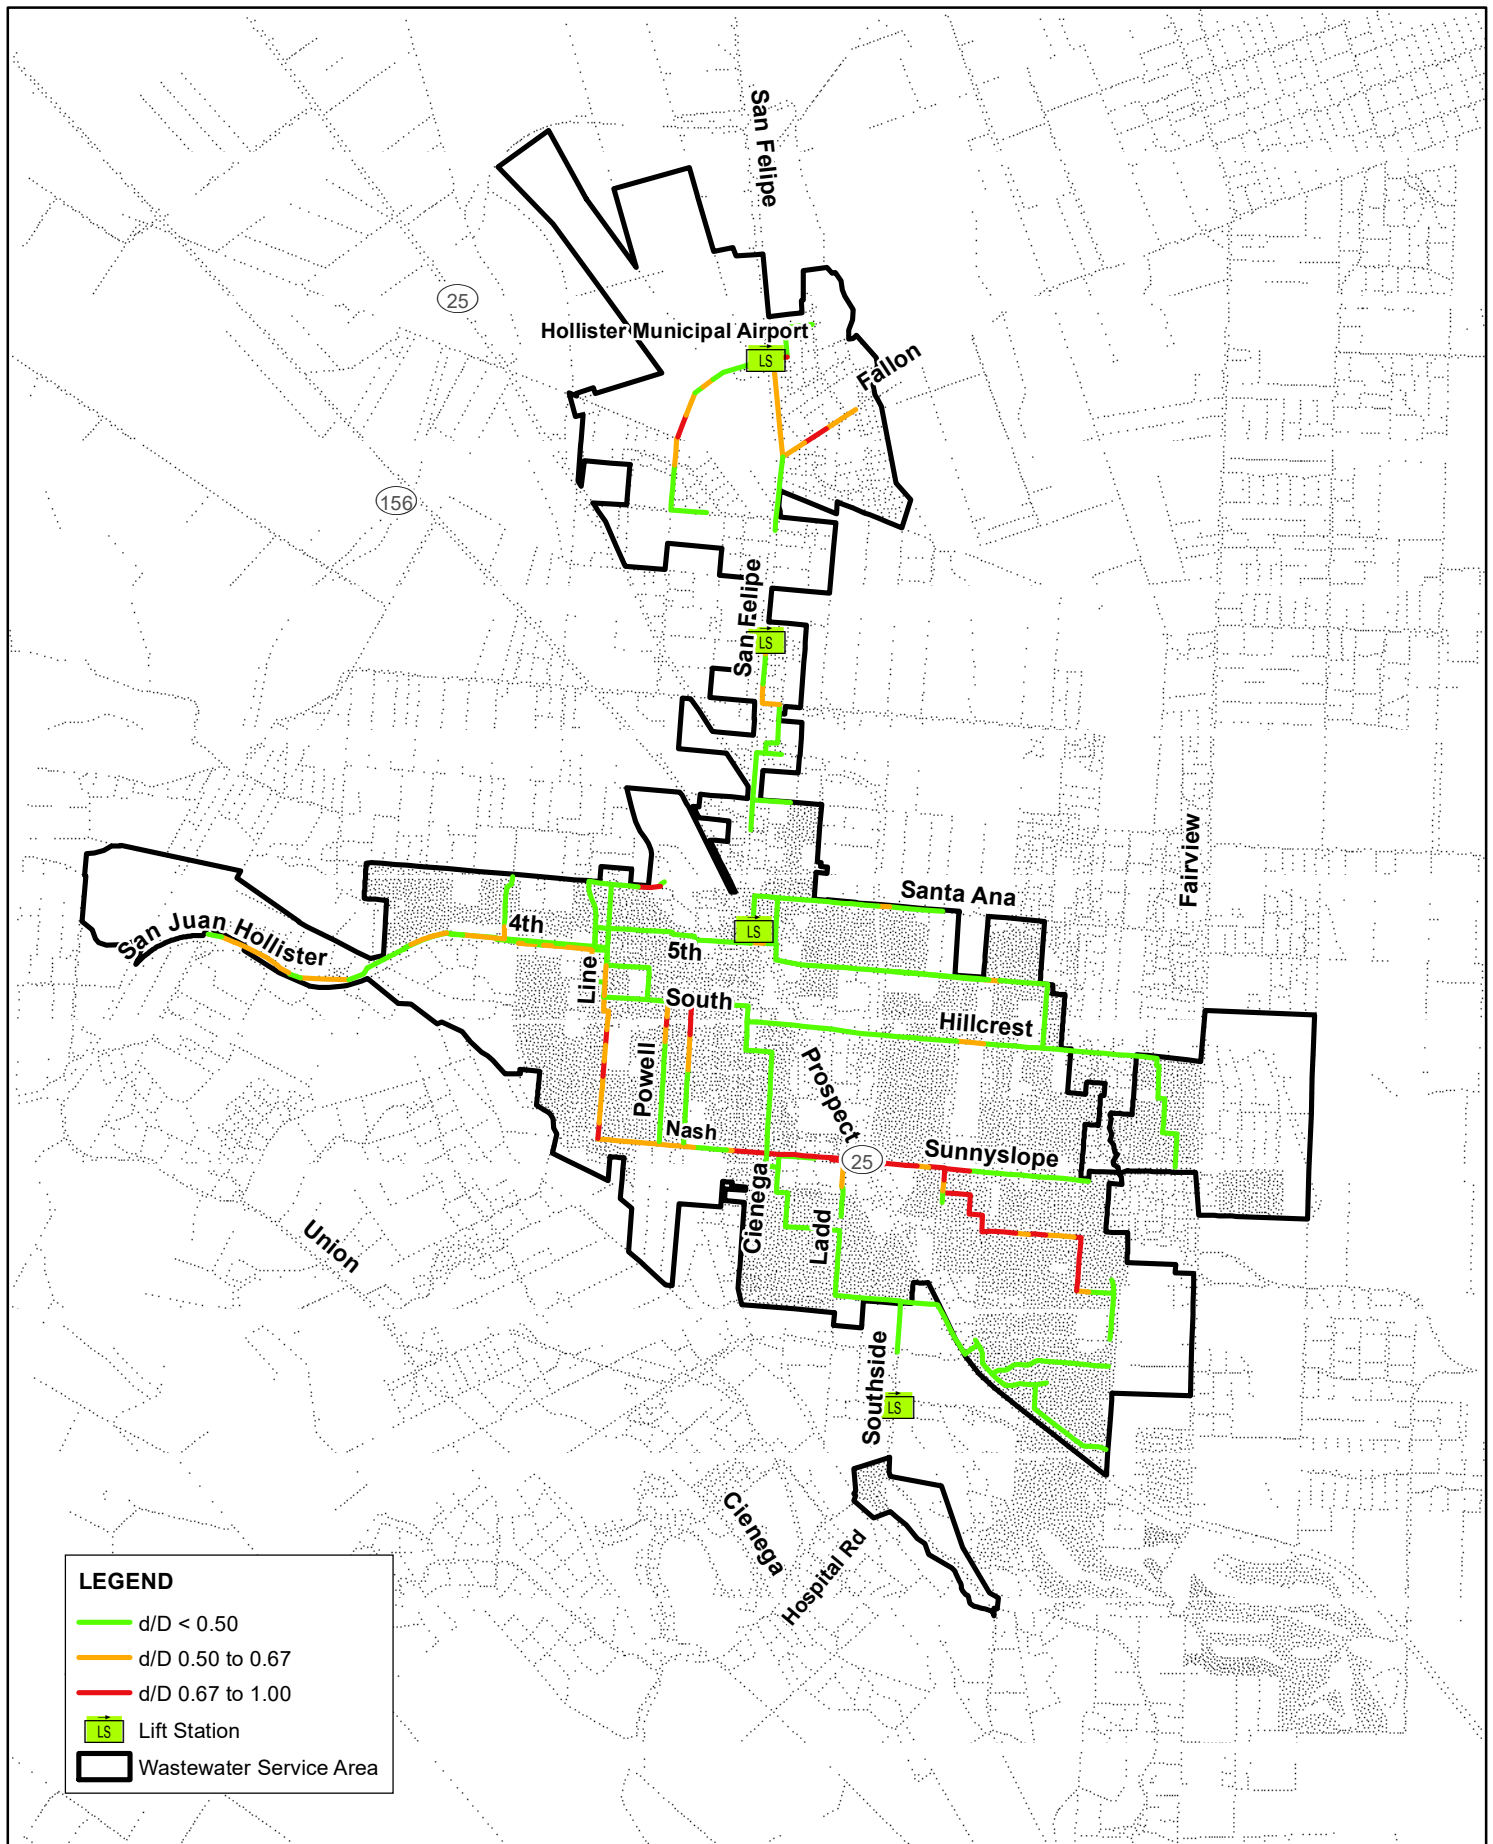 San Felipe
25
Hollister Municipal Airport
LS
Fallon
156
San Felipe
LS
Fairview
Santa Ana
San Juan Hollister
4th
LS
5th
Line
South
Hillcrest
Powell
Prospect
Nash
25
Sunnyslope
Cienega
Ladd
Union
Southside
LS
Cienega
Hospital Rd
LEGEND
d/D < 0.50
d/D 0.50 to 0.67
d/D 0.67 to 1.00
LS Lift Station
Wastewater Service Area